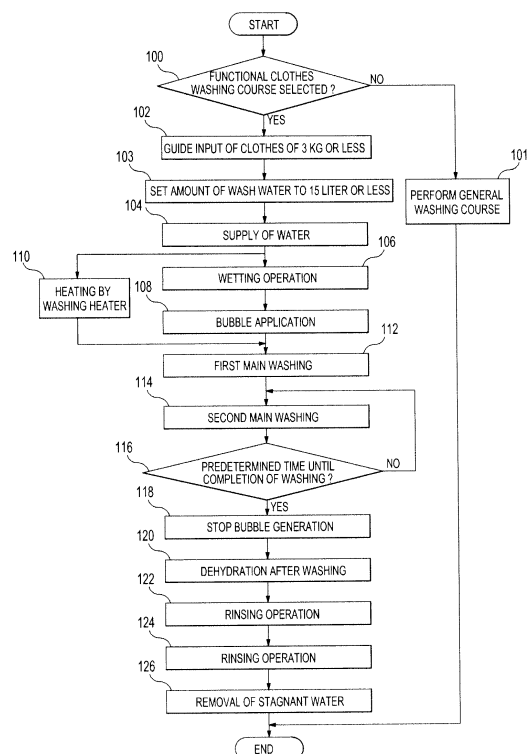 START
100
FUNCTIONAL CLOTHES
WASHING COURSE SELECTED ?
NO
YES
102
GUIDE INPUT OF CLOTHES OF 3 KG OR LESS
103
SET AMOUNT OF WASH WATER TO 15 LITER OR LESS
101
PERFORM GENERAL
WASHING COURSE
104
SUPPLY OF WATER
106
WETTING OPERATION
110
HEATING BY
WASHING HEATER
108
BUBBLE APPLICATION
112
FIRST MAIN WASHING
114
SECOND MAIN WASHING
116
PREDETERMINED TIME UNTIL
COMPLETION OF WASHING ?
NO
YES
118
STOP BUBBLE GENERATION
120
DEHYDRATION AFTER WASHING
122
RINSING OPERATION
124
RINSING OPERATION
126
REMOVAL OF STAGNANT WATER
END